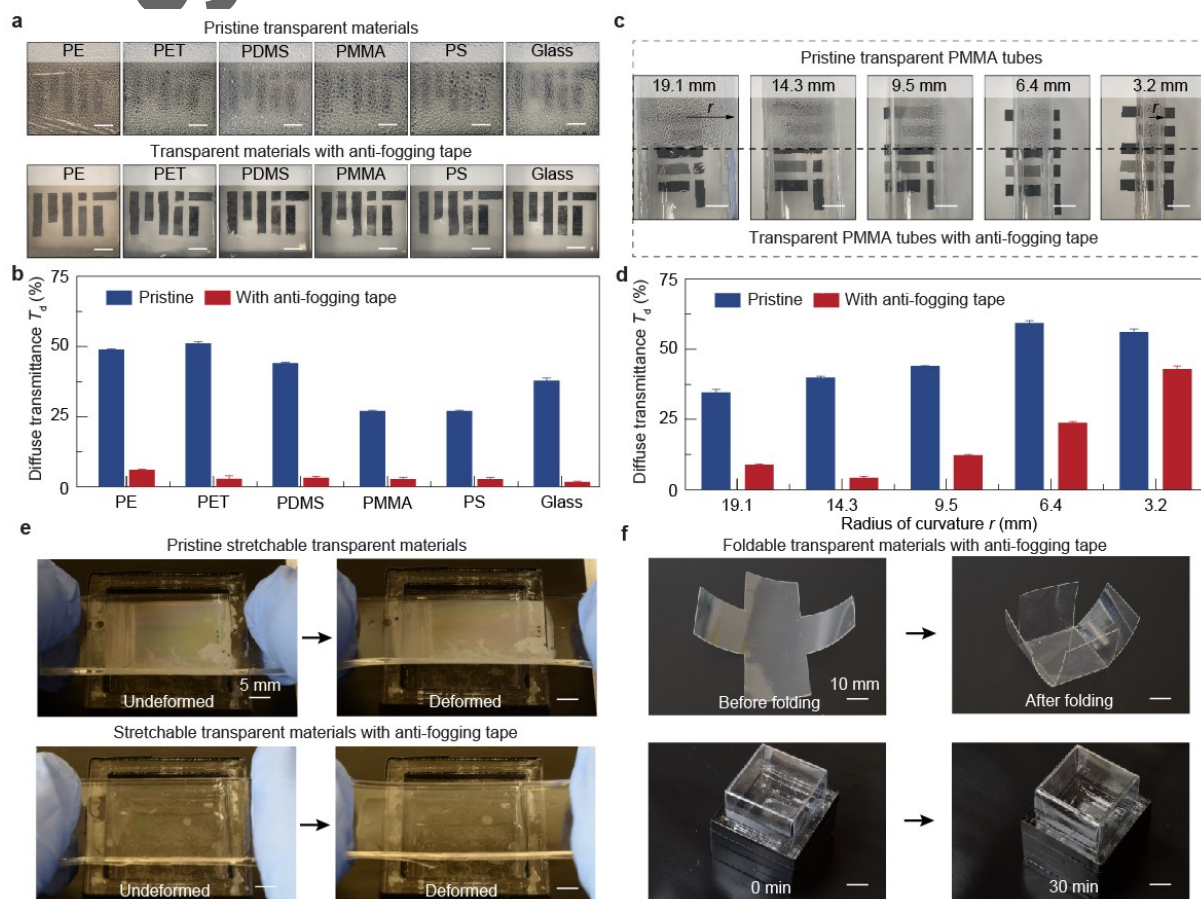 a
Pristine transparent materials
PE PET PDMS PMMA PS Glass
Transparent materials with anti-fogging tape
PE PET PDMS PMMA PS Glass
b
Diffuse transmittance T_d (%)
75
50
25
0
Pristine With anti-fogging tape
PE PET PDMS PMMA PS Glass
c
Pristine transparent PMMA tubes
19.1 mm 14.3 mm 9.5 mm 6.4 mm 3.2 mm
r r
Transparent PMMA tubes with anti-fogging tape
d
Diffuse transmittance T_d (%)
75
50
25
0
Pristine With anti-fogging tape
19.1 14.3 9.5 6.4 3.2
Radius of curvature r (mm)
e
Pristine stretchable transparent materials
5 mm
Undeformed Deformed
Stretchable transparent materials with anti-fogging tape
Undeformed Deformed
f
Foldable transparent materials with anti-fogging tape
10 mm
Before folding After folding
0 min 30 min